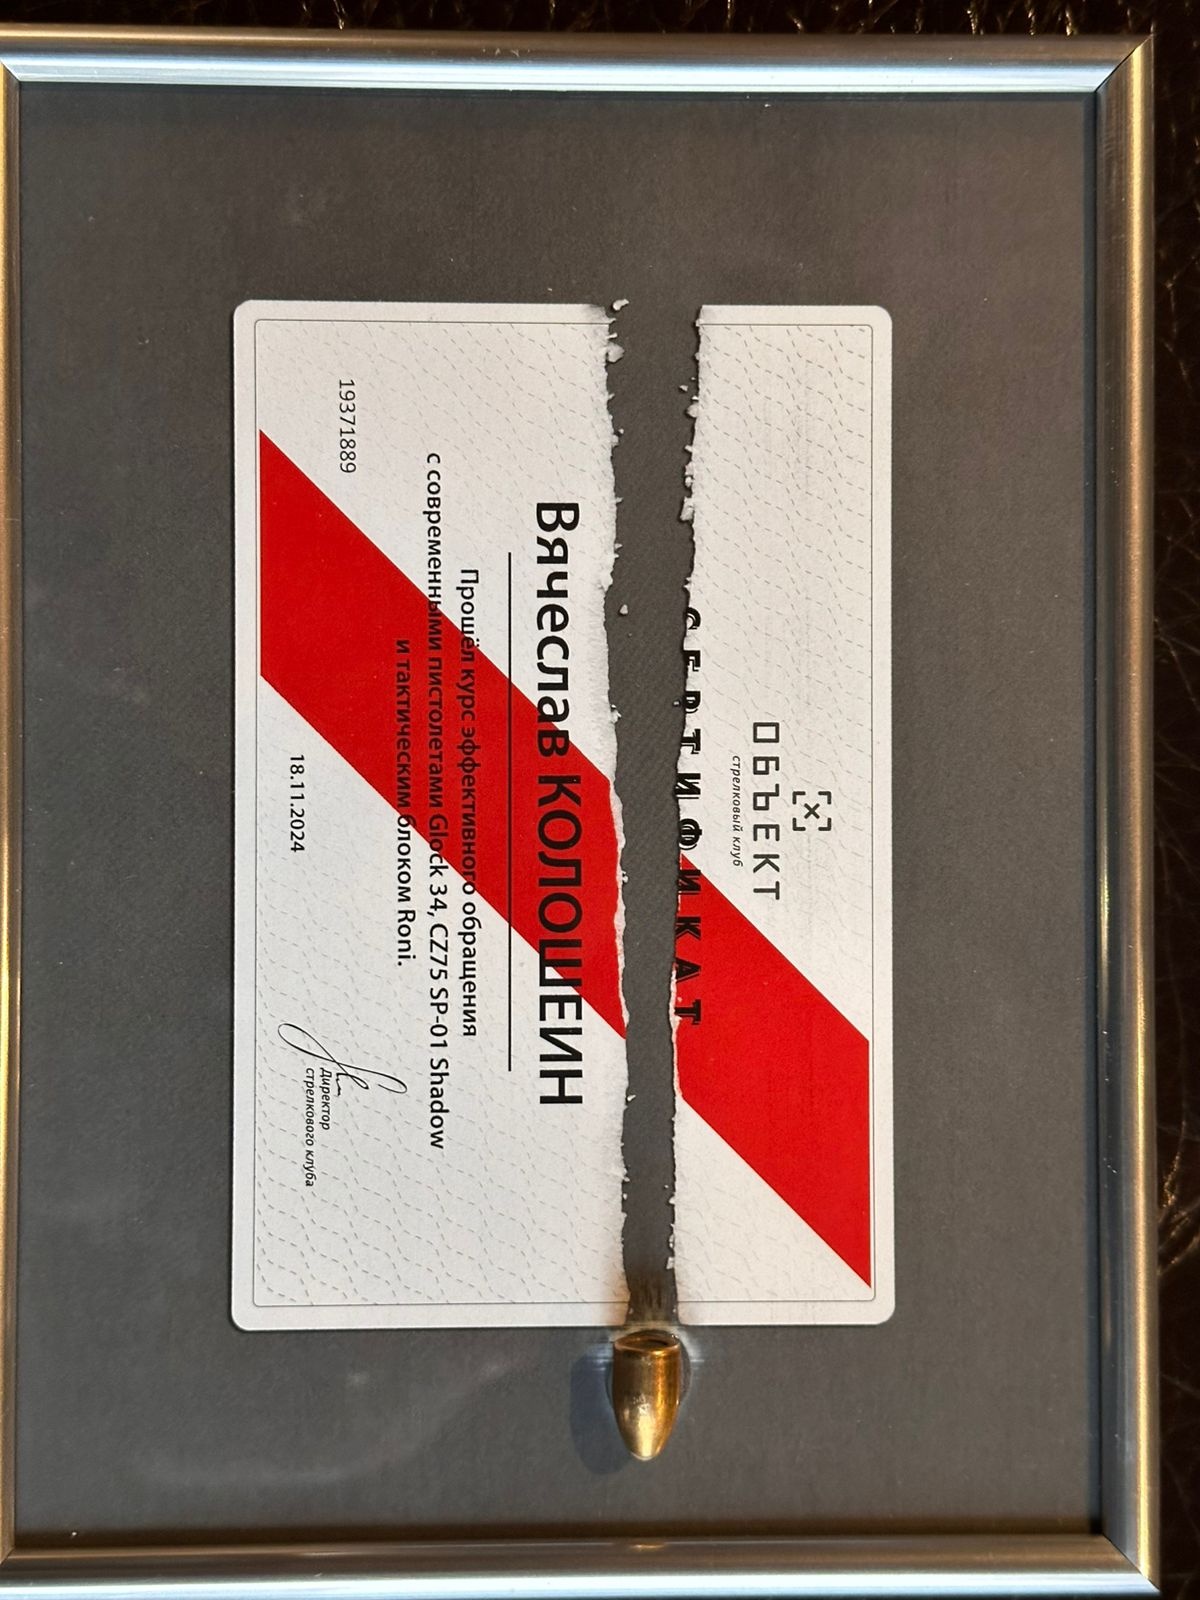 ОБЪЕКТ
стрелковый клуб
СЕРТИФИКАТ
Вячеслав КОЛОШЕИН
Прошёл курс эффективного обращения
с современными пистолетами Glock 34, CZ75 SP-01 Shadow
и тактическим блоком Roni.
19371889
18.11.2024
Директор
стрелкового клуба